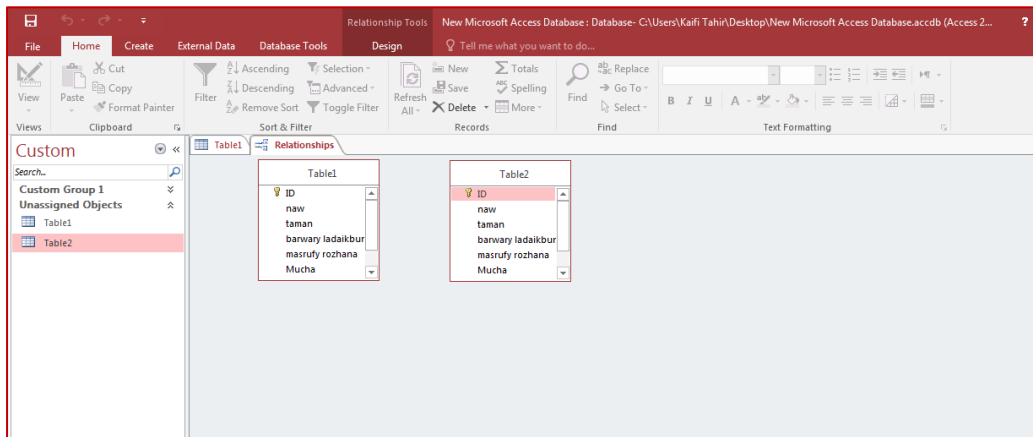 Relationship Tools New Microsoft Access Database : Database- C:\Users\Kaifi Tahir\Desktop\New Microsoft Access Database.accdb (Access 2... ?
File Home Create External Data Database Tools Design Tell me what you want to do...
View
Views
Paste
Cut
Copy
Format Painter
Clipboard
Filter
Ascending
Descending
Remove Sort
Selection
Advanced
Toggle Filter
Sort & Filter
Refresh All
New
Save
Delete
Totals
Spelling
More
Records
Find
Replace
Go To
Select
Find
B I U A
Text Formatting
Custom
Search..
Custom Group 1
Unassigned Objects
Table1
Table2
Table1 Relationships
Table1
ID
naw
taman
barwary ladaikbur
masrufy rozhana
Mucha
Table2
ID
naw
taman
barwary ladaikbur
masrufy rozhana
Mucha